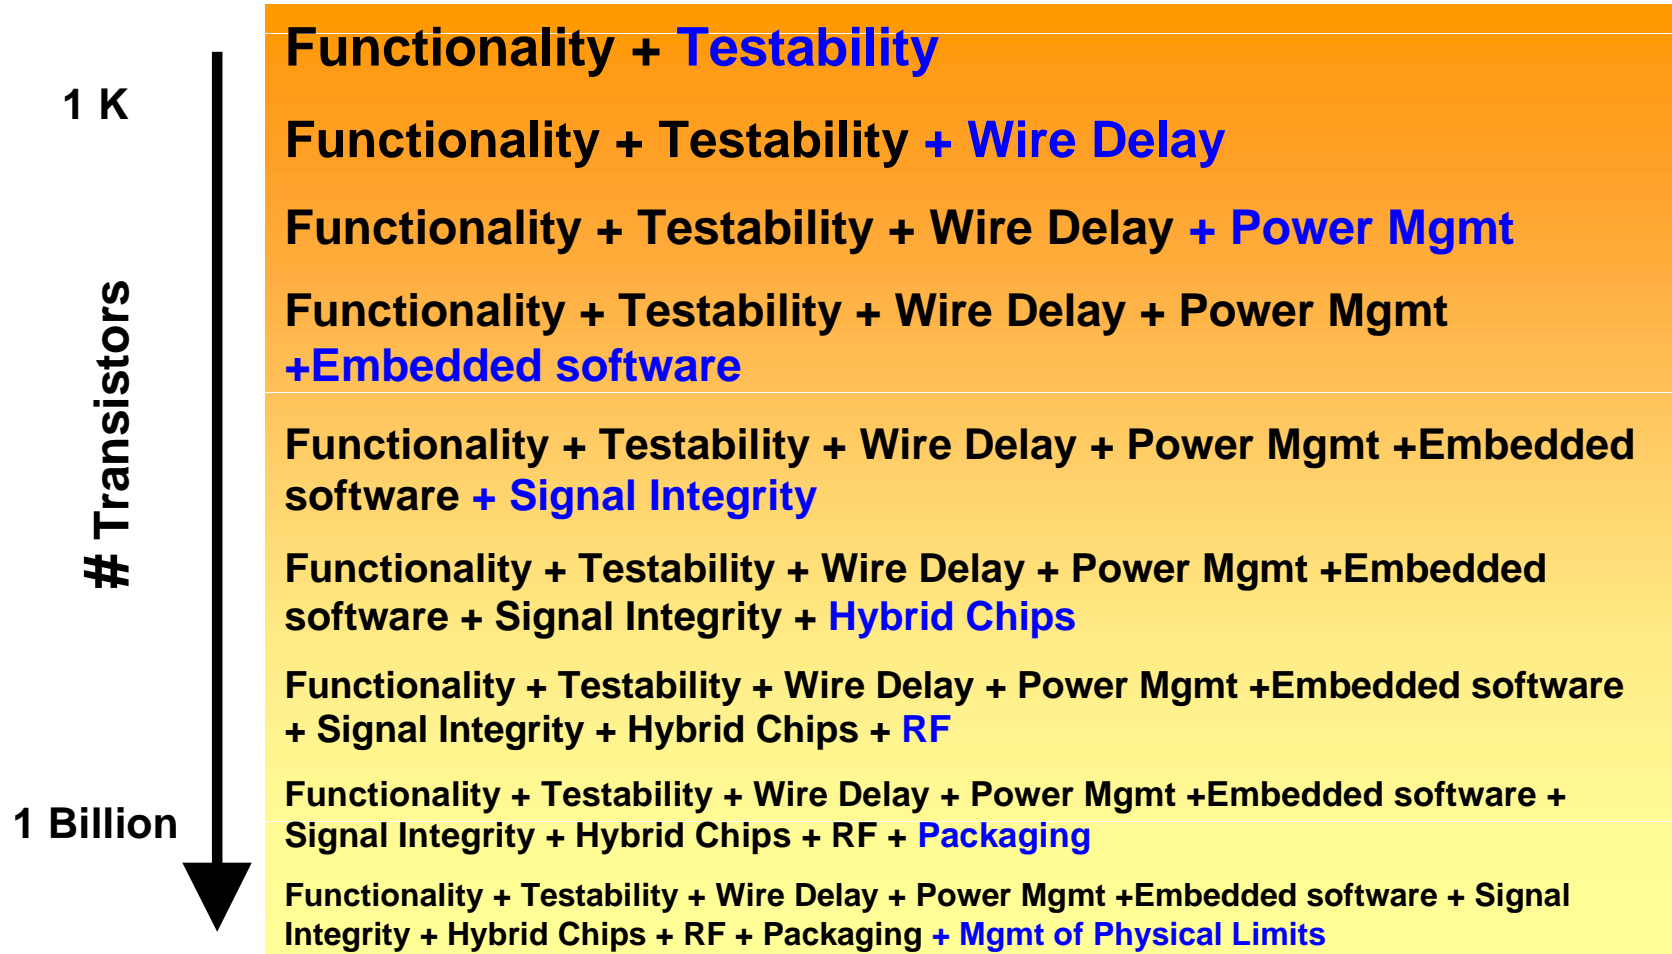 1 K
# Transistors
1 Billion
Functionality + Testability
Functionality + Testability + Wire Delay
Functionality + Testability + Wire Delay + Power Mgmt
Functionality + Testability + Wire Delay + Power Mgmt
+Embedded software
Functionality + Testability + Wire Delay + Power Mgmt +Embedded
software + Signal Integrity
Functionality + Testability + Wire Delay + Power Mgmt +Embedded
software + Signal Integrity + Hybrid Chips
Functionality + Testability + Wire Delay + Power Mgmt +Embedded software
+ Signal Integrity + Hybrid Chips + RF
Functionality + Testability + Wire Delay + Power Mgmt +Embedded software +
Signal Integrity + Hybrid Chips + RF + Packaging
Functionality + Testability + Wire Delay + Power Mgmt +Embedded software + Signal
Integrity + Hybrid Chips + RF + Packaging + Mgmt of Physical Limits